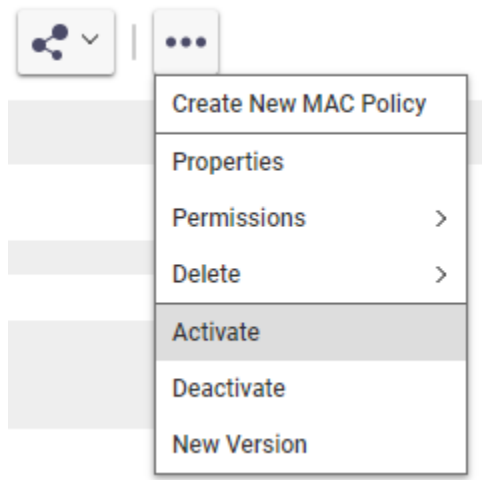 Create New MAC Policy
Properties
Permissions
Delete
Activate
Deactivate
New Version